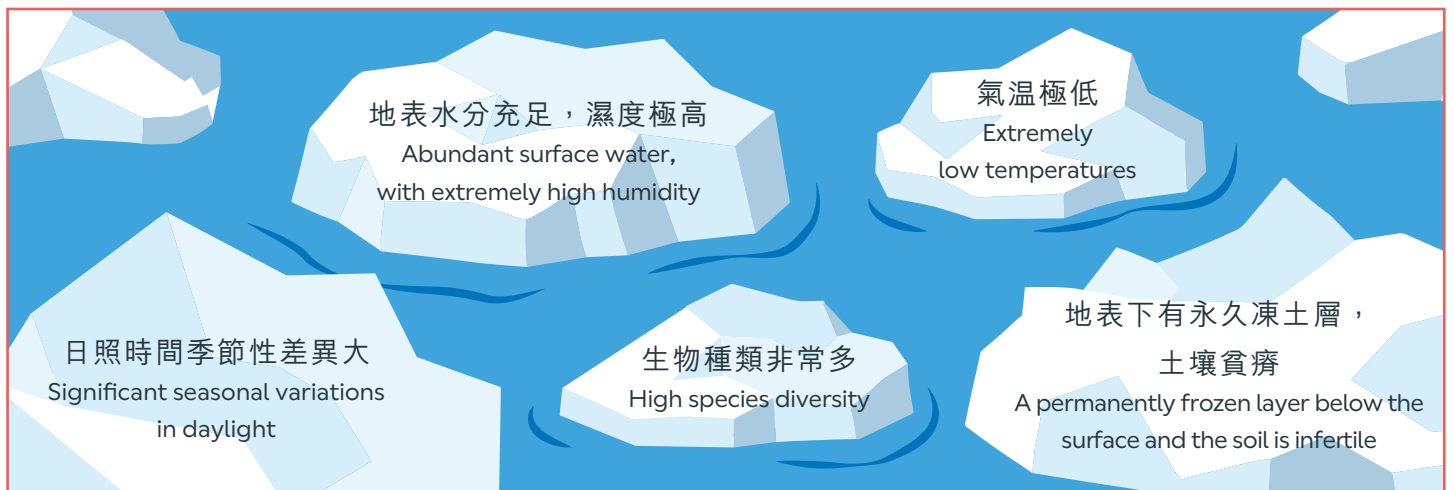 地表水分充足，濕度極高
Abundant surface water,
with extremely high humidity
氣温極低
Extremely
low temperatures
日照時間季節性差異大
Significant seasonal variations
in daylight
生物種類非常多
High species diversity
地表下有永久凍土層，
土壤貧瘠
A permanently frozen layer below the
surface and the soil is infertile